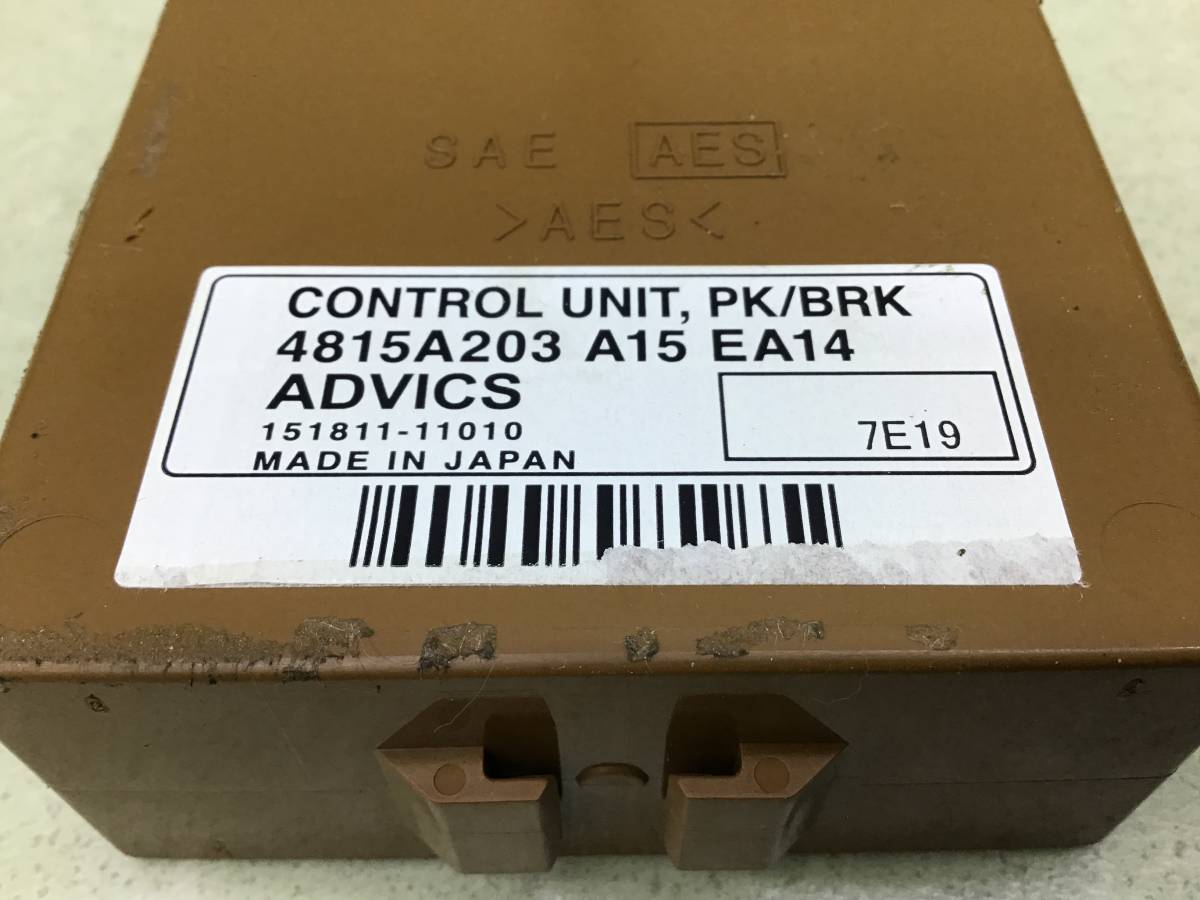 SAE AES
>AES<
CONTROL UNIT, PK/BRK
4815A203 A15 EA14
ADVICS
151811-11010
7E19
MADE IN JAPAN